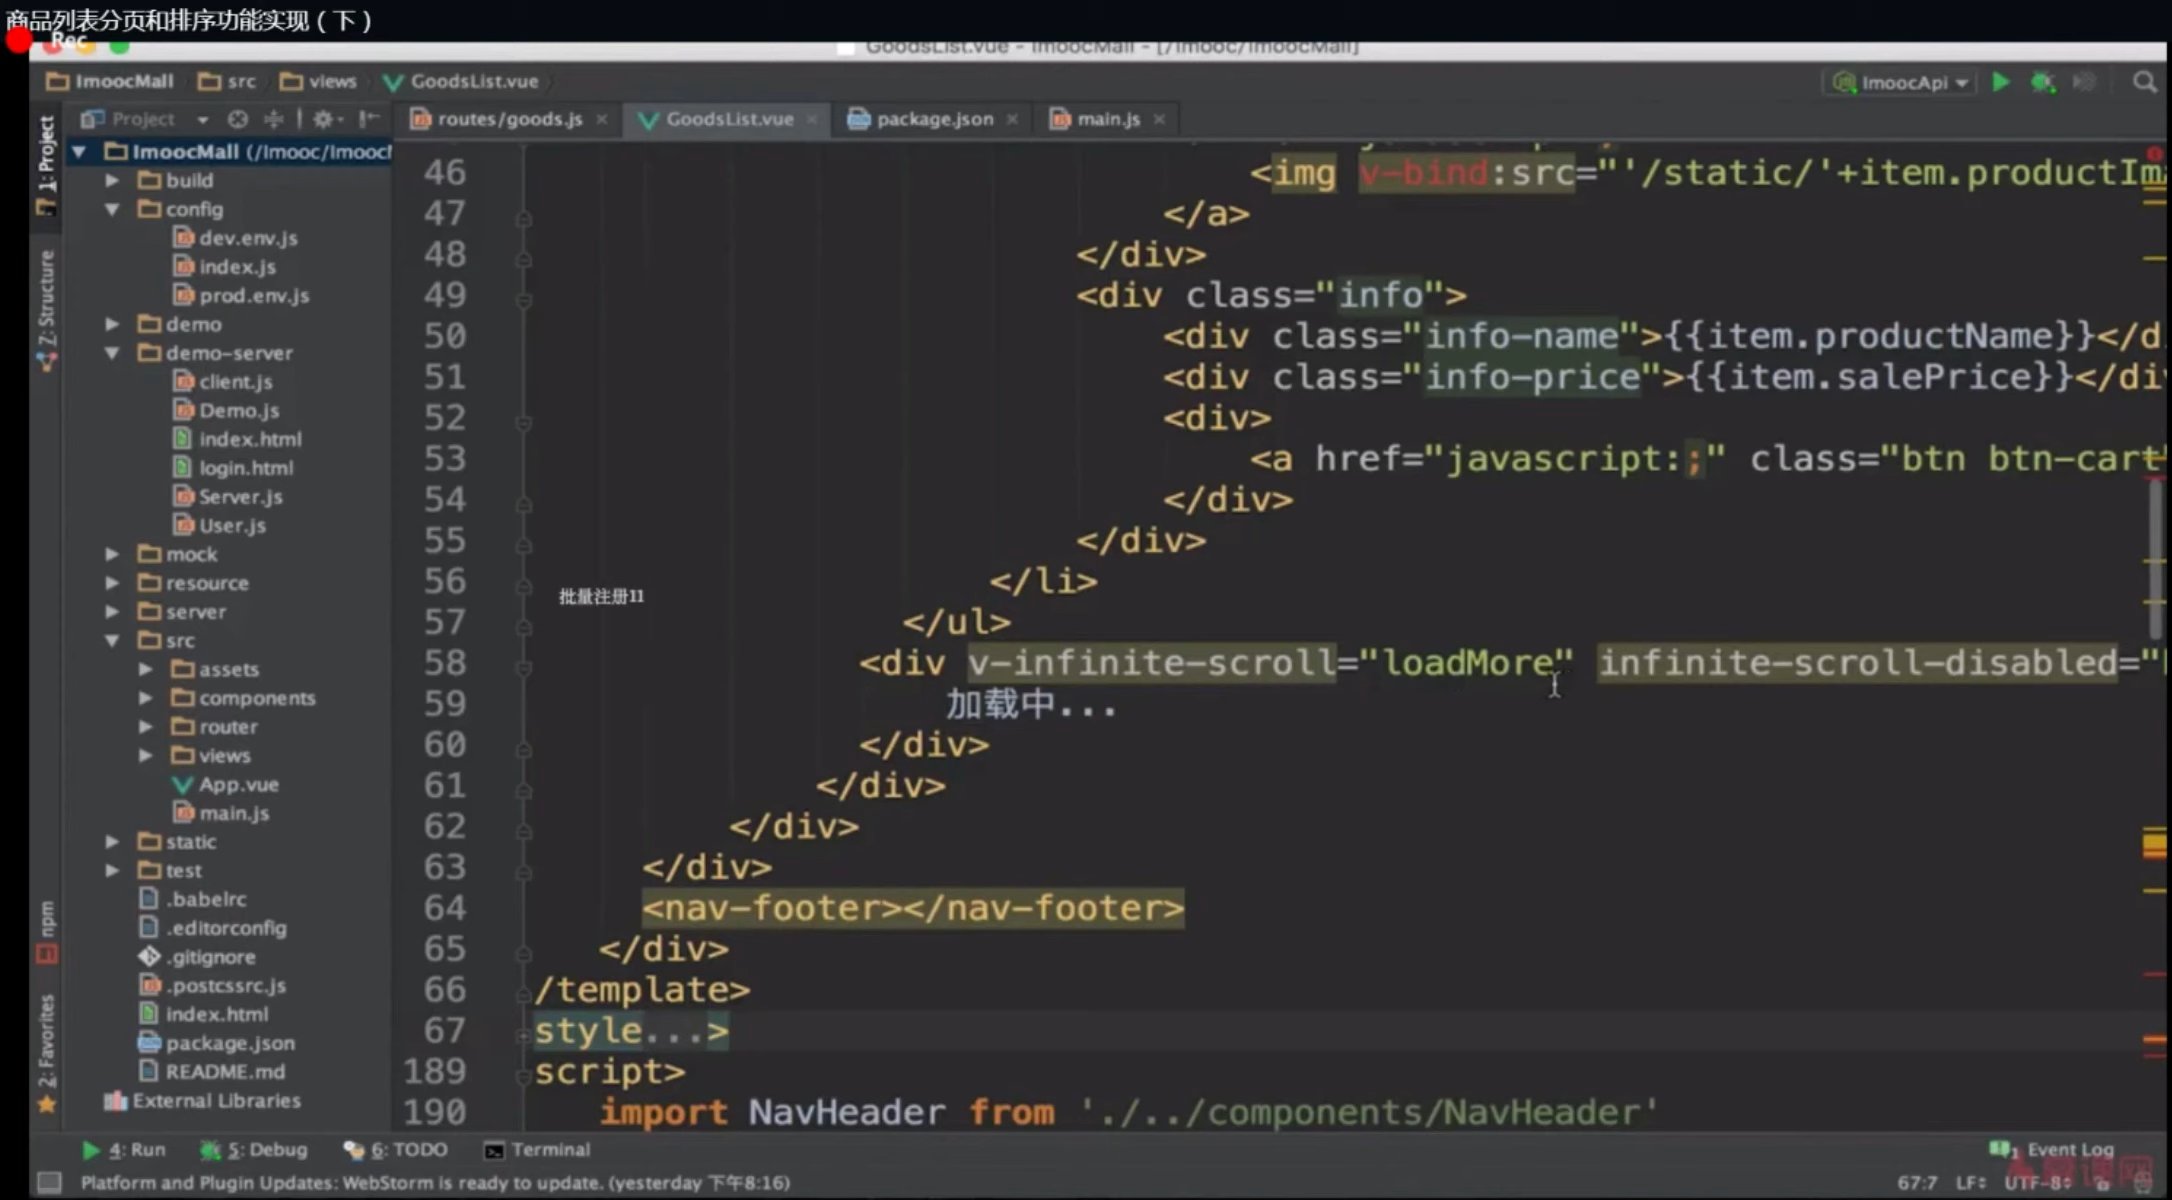 商品列表分页和排序功能实现（下）
Rec
GoodsList.vue - ImoocMall - [/Imooc/ImoocMall]
ImoocMall src views GoodsList.vue
ImoocApi
Project
routes/goods.js GoodsList.vue package.json main.js
1: Project
Z: Structure
npm
2: Favorites
ImoocMall (/Imooc/ImoocM
build
config
dev.env.js
index.js
prod.env.js
demo
demo-server
client.js
Demo.js
index.html
login.html
Server.js
User.js
mock
resource
server
src
assets
components
router
views
App.vue
main.js
static
test
.babelrc
.editorconfig
.gitignore
.postcssrc.js
index.html
package.json
README.md
External Libraries
46 <img v-bind:src="'/static/'+item.productIma
47 </a>
48 </div>
49 <div class="info">
50 <div class="info-name">{{item.productName}}</d
51 <div class="info-price">{{item.salePrice}}</di
52 <div>
53 <a href="javascript:;" class="btn btn-cart
54 </div>
55 </div>
56 </li>
批量注册11
57 </ul>
58 <div v-infinite-scroll="loadMore" infinite-scroll-disabled="
59 加载中...
60 </div>
61 </div>
62 </div>
63 </div>
64 <nav-footer></nav-footer>
65 </div>
66 /template>
67 style...>
189 script>
190 import NavHeader from './../components/NavHeader'
4: Run 5: Debug 6: TODO Terminal
1 Event Log
Platform and Plugin Updates: WebStorm is ready to update. (yesterday 下午8:16)
67:7 LF UTF-8